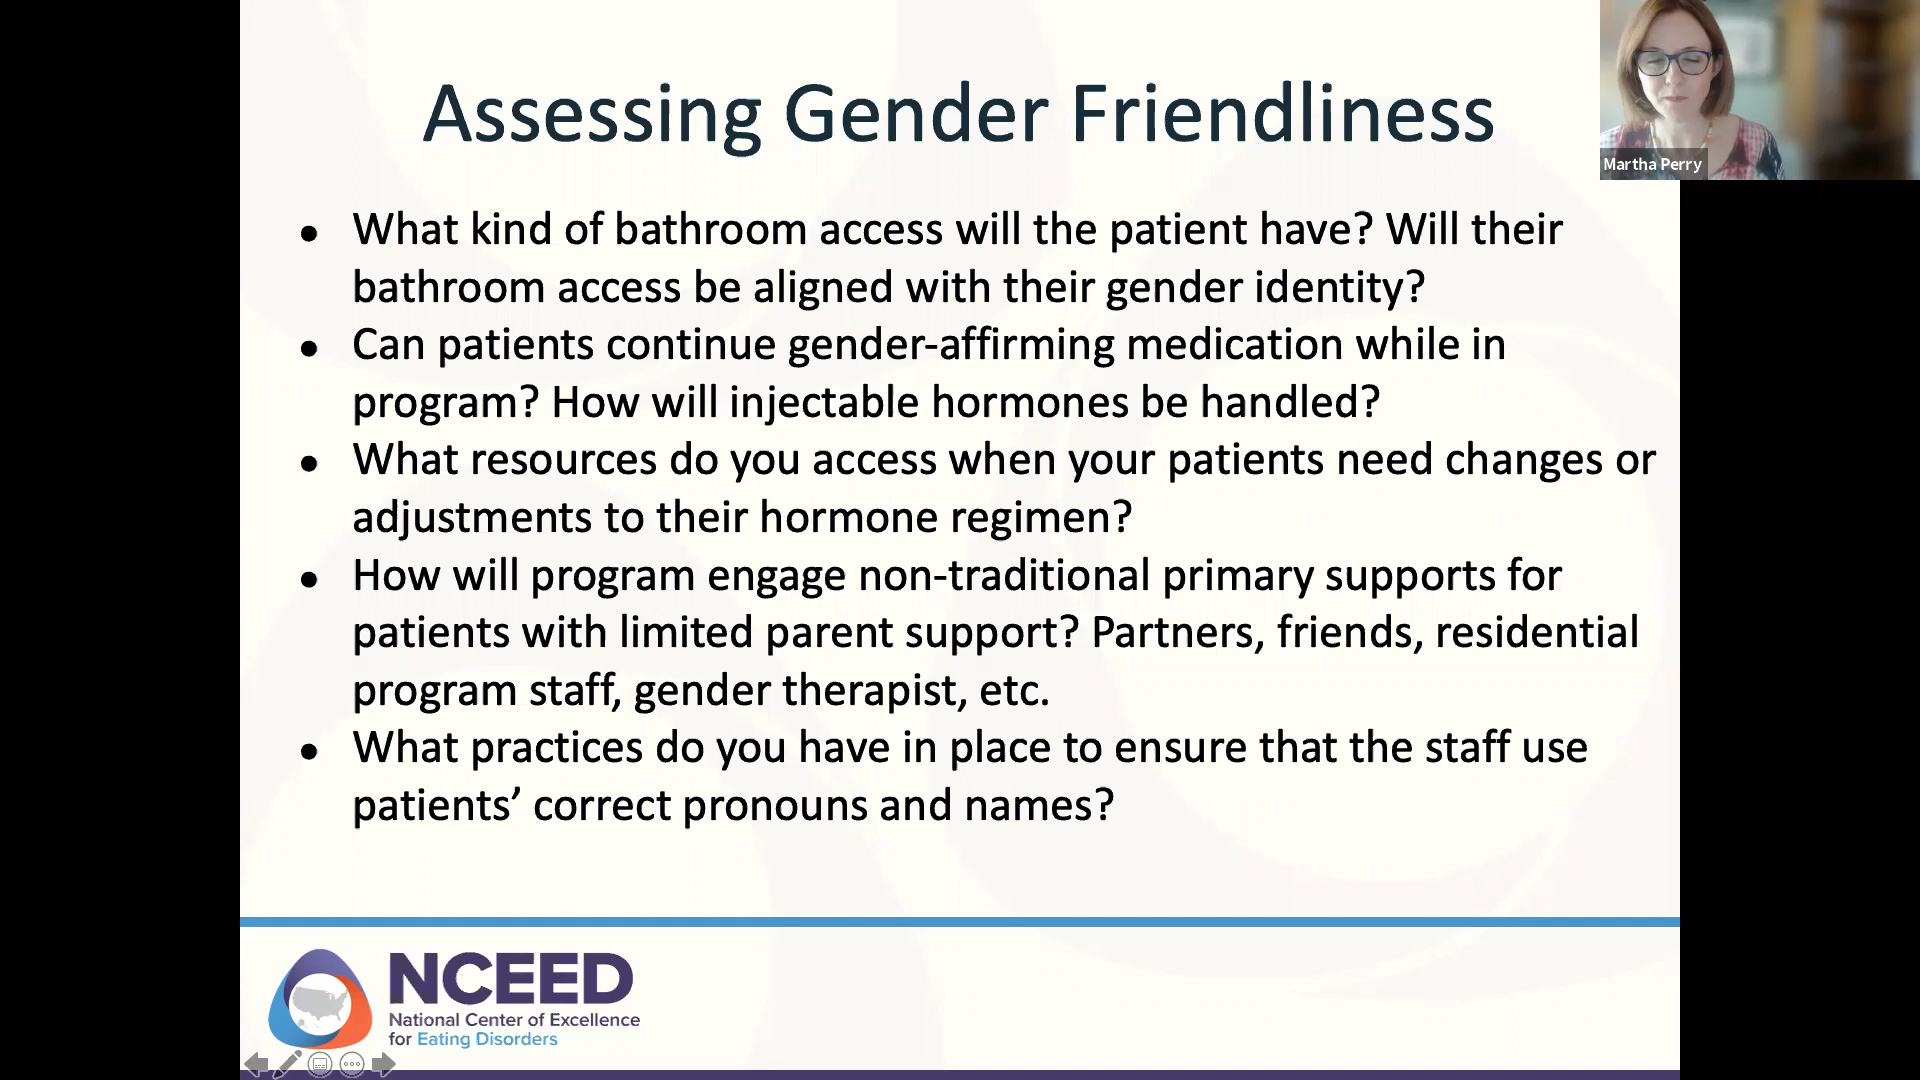 Assessing Gender Friendliness
Martha Perry
• What kind of bathroom access will the patient have? Will their
bathroom access be aligned with their gender identity?
• Can patients continue gender-affirming medication while in
program? How will injectable hormones be handled?
• What resources do you access when your patients need changes or
adjustments to their hormone regimen?
• How will program engage non-traditional primary supports for
patients with limited parent support? Partners, friends, residential
program staff, gender therapist, etc.
• What practices do you have in place to ensure that the staff use
patients’ correct pronouns and names?
NCEED
National Center of Excellence
for Eating Disorders